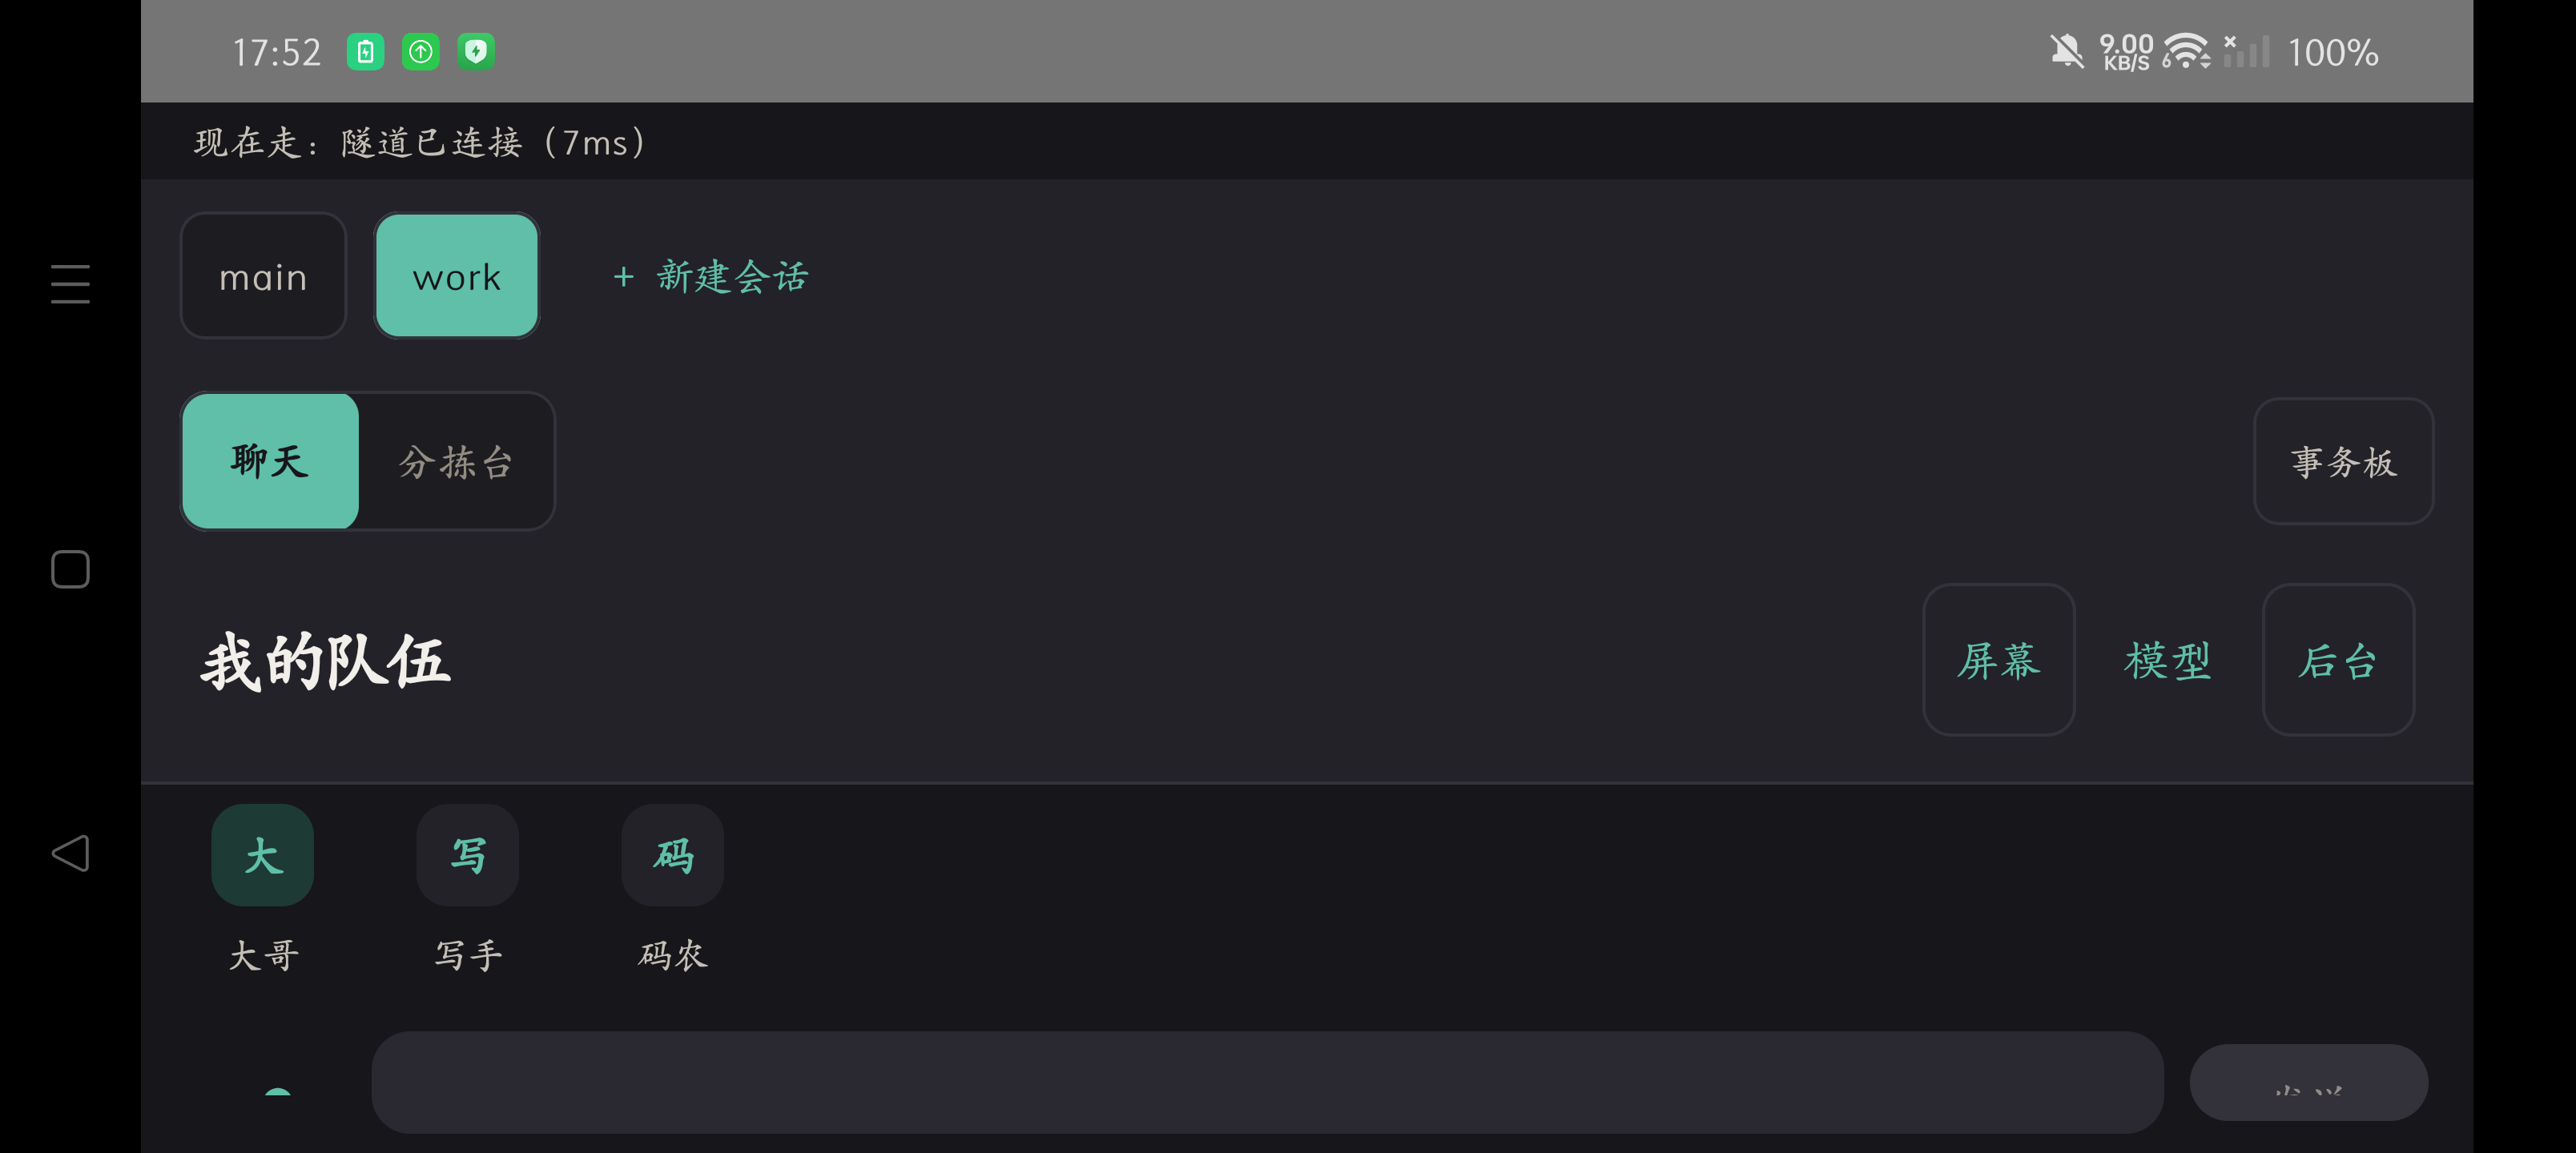 17:52 9.00 KB/S 6 100%
现在走：隧道已连接（7ms）
main work + 新建会话
聊天 分拣台 事务板
我的队伍 屏幕 模型 后台
大 写 码
大哥 写手 码农